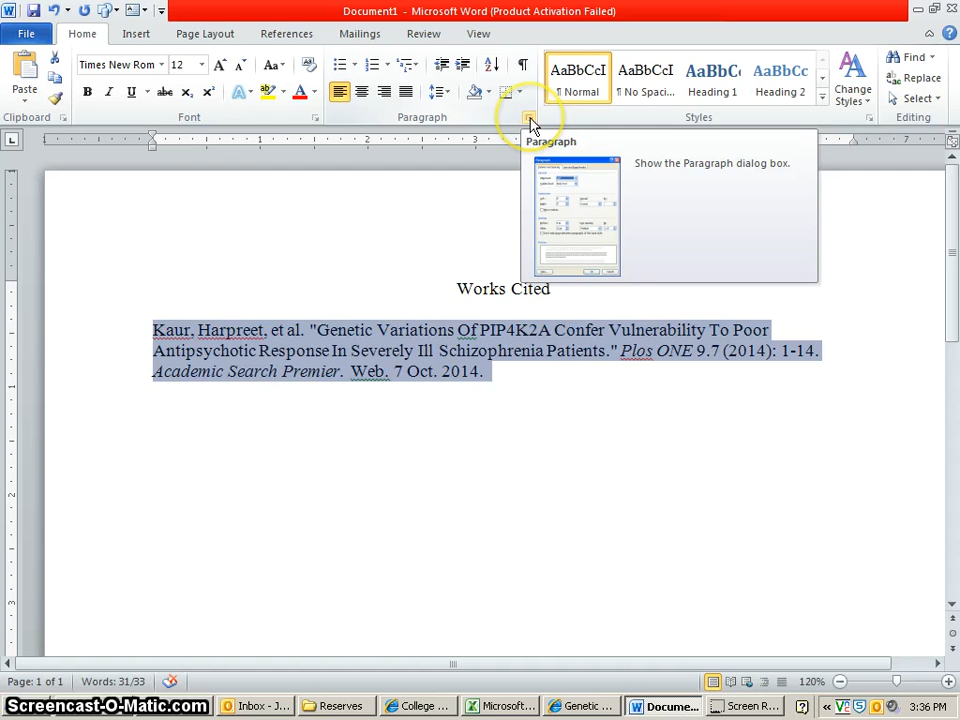 Document1 - Microsoft Word (Product Activation Failed)
File Home Insert Page Layout References Mailings Review View
Paste
Times New Rom 12
AaBbCcI AaBbCcI AaBbC AaBbCc
¶ Normal ¶ No Spaci... Heading 1 Heading 2
Change Styles
Find
Replace
Select
Clipboard Font Paragraph Styles Editing
Paragraph
Show the Paragraph dialog box.
Works Cited
Kaur, Harpreet, et al. "Genetic Variations Of PIP4K2A Confer Vulnerability To Poor
Antipsychotic Response In Severely Ill Schizophrenia Patients." Plos ONE 9.7 (2014): 1-14.
Academic Search Premier. Web. 7 Oct. 2014.
Page: 1 of 1 Words: 31/33 120%
Screencast-O-Matic.com Inbox - J... Reserves College ... Microsoft... Genetic ... Docume... Screen R... 3:36 PM